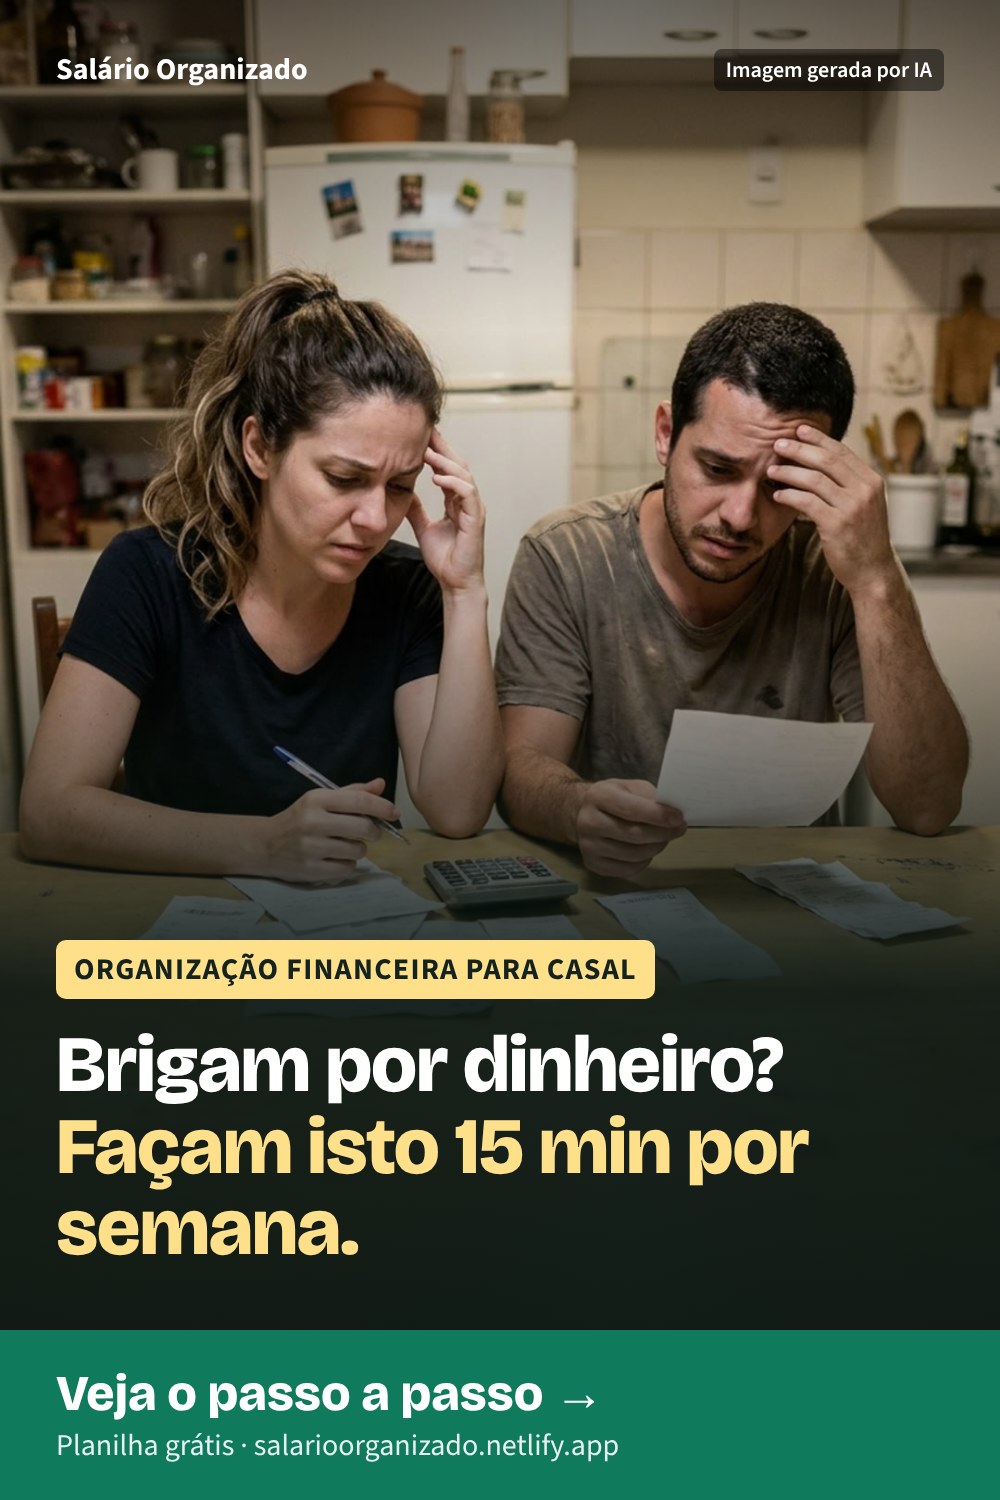 Salário Organizado
Imagem gerada por IA
ORGANIZAÇÃO FINANCEIRA PARA CASAL
Brigam por dinheiro?
Façam isto 15 min por
semana.
Veja o passo a passo →
Planilha grátis · salarioorganizado.netlify.app